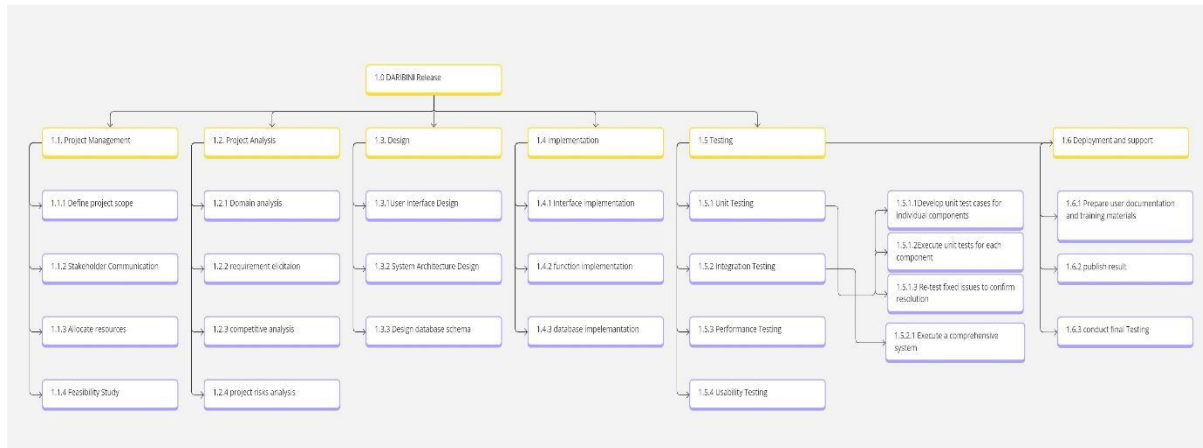 1.0 DARIBINI Release
1.1. Project Management
1.2. Project Analysis
1.3. Design
1.4 implementation
1.5 Testing
1.6 Deployment and support
1.1.1 Define project scope
1.1.2 Stakeholder Communication
1.1.3 Allocate resources
1.1.4 Feasibility Study
1.2.1 Domain analysis
1.2.2 requirement elicitaion
1.2.3 competitive analysis
1.2.4 project risks analysis
1.3.1User Interface Design
1.3.2 System Architecture Design
1.3.3 Design database schema
1.4.1 Interface implementation
1.4.2 function implementation
1.4.3 database impelemantation
1.5.1 Unit Testing
1.5.2 Integration Testing
1.5.3 Performance Testing
1.5.4 Usability Testing
1.5.1.1Develop unit test cases for
individual components
1.5.1.2Execute unit tests for each
component
1.5.1.3 Re-test fixed issues to confirm
resolution
1.5.2.1 Execute a comprehensive
system
1.6.1 Prepare user documentation
and training materials
1.6.2 publish result
1.6.3 conduct final Testing